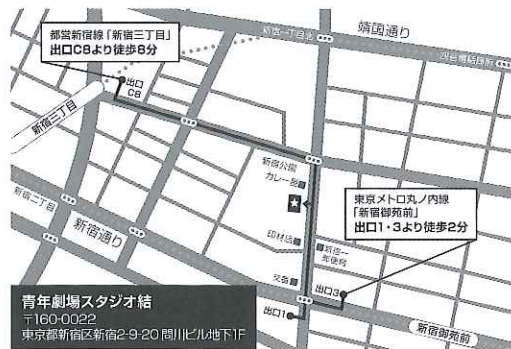 靖国通り
都営新宿線「新宿三丁目」
出口C8より徒歩8分
新宿一丁目北
四谷警察署前
出口
C8
新宿三丁目
新宿公園
カレー屋
東京メトロ丸ノ内線
「新宿御苑前」
出口1・3より徒歩2分
新宿二丁目
新宿通り
印材店
新宿一
郵便局
交番
出口3
出口1
新宿御苑前
青年劇場スタジオ結
〒160-0022
東京都新宿区新宿2-9-20 問川ビル地下1F